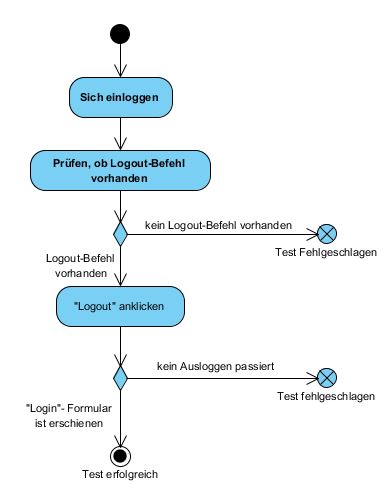 Sich einloggen
Prüfen, ob Logout-Befehl
vorhanden
kein Logout-Befehl vorhanden
Test Fehlgeschlagen
Logout-Befehl
vorhanden
"Logout" anklicken
kein Ausloggen passiert
Test fehlgeschlagen
"Login"- Formular
ist erschienen
Test erfolgreich